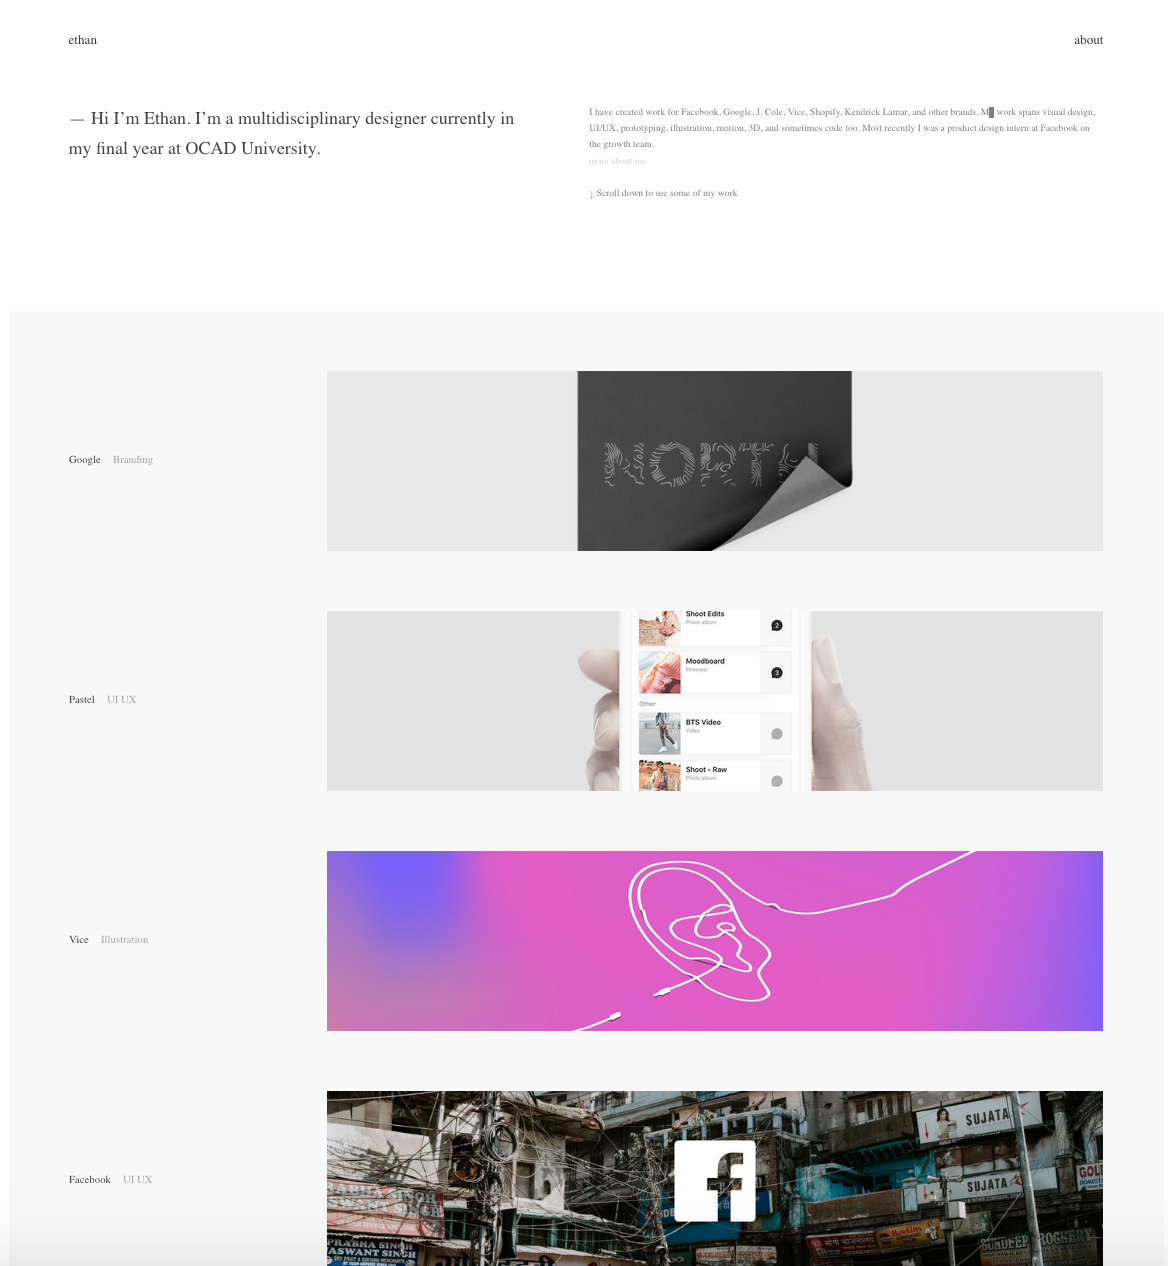 ethan
about
— Hi I’m Ethan. I’m a multidisciplinary designer currently in
my final year at OCAD University.
I have created work for Facebook, Google, J. Cole, Vice, Shopify, Kendrick Lamar, and other brands. M█ work spans visual design,
UI/UX, prototyping, illustration, motion, 3D, and sometimes code too. Most recently I was a product design intern at Facebook on
the growth team.
more about me
↓ Scroll down to see some of my work
Google Branding
NORTH
Pastel UI UX
Shoot Edits
Photo album
2
Moodboard
Pinterest
3
Other
BTS Video
Video
Shoot - Raw
Photo album
Vice Illustration
Facebook UI UX
f
SUJATA
SUJATA
GOL
Hawkins
PRABHA SINGH
JASWANT SINGH